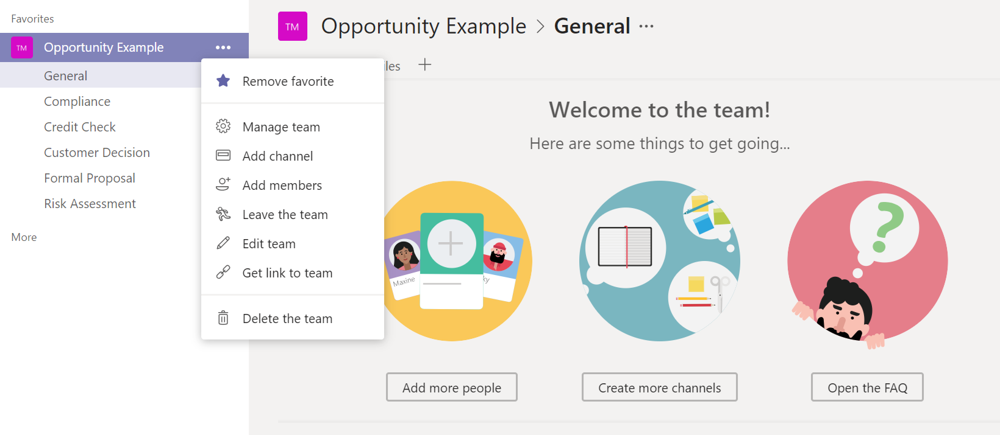 Favorites
TM Opportunity Example •••
General
Compliance
Credit Check
Customer Decision
Formal Proposal
Risk Assessment
More
Remove favorite
Manage team
Add channel
Add members
Leave the team
Edit team
Get link to team
Delete the team
TM Opportunity Example > General •••
les +
Welcome to the team!
Here are some things to get going...
Maxine
ky
?
Add more people
Create more channels
Open the FAQ